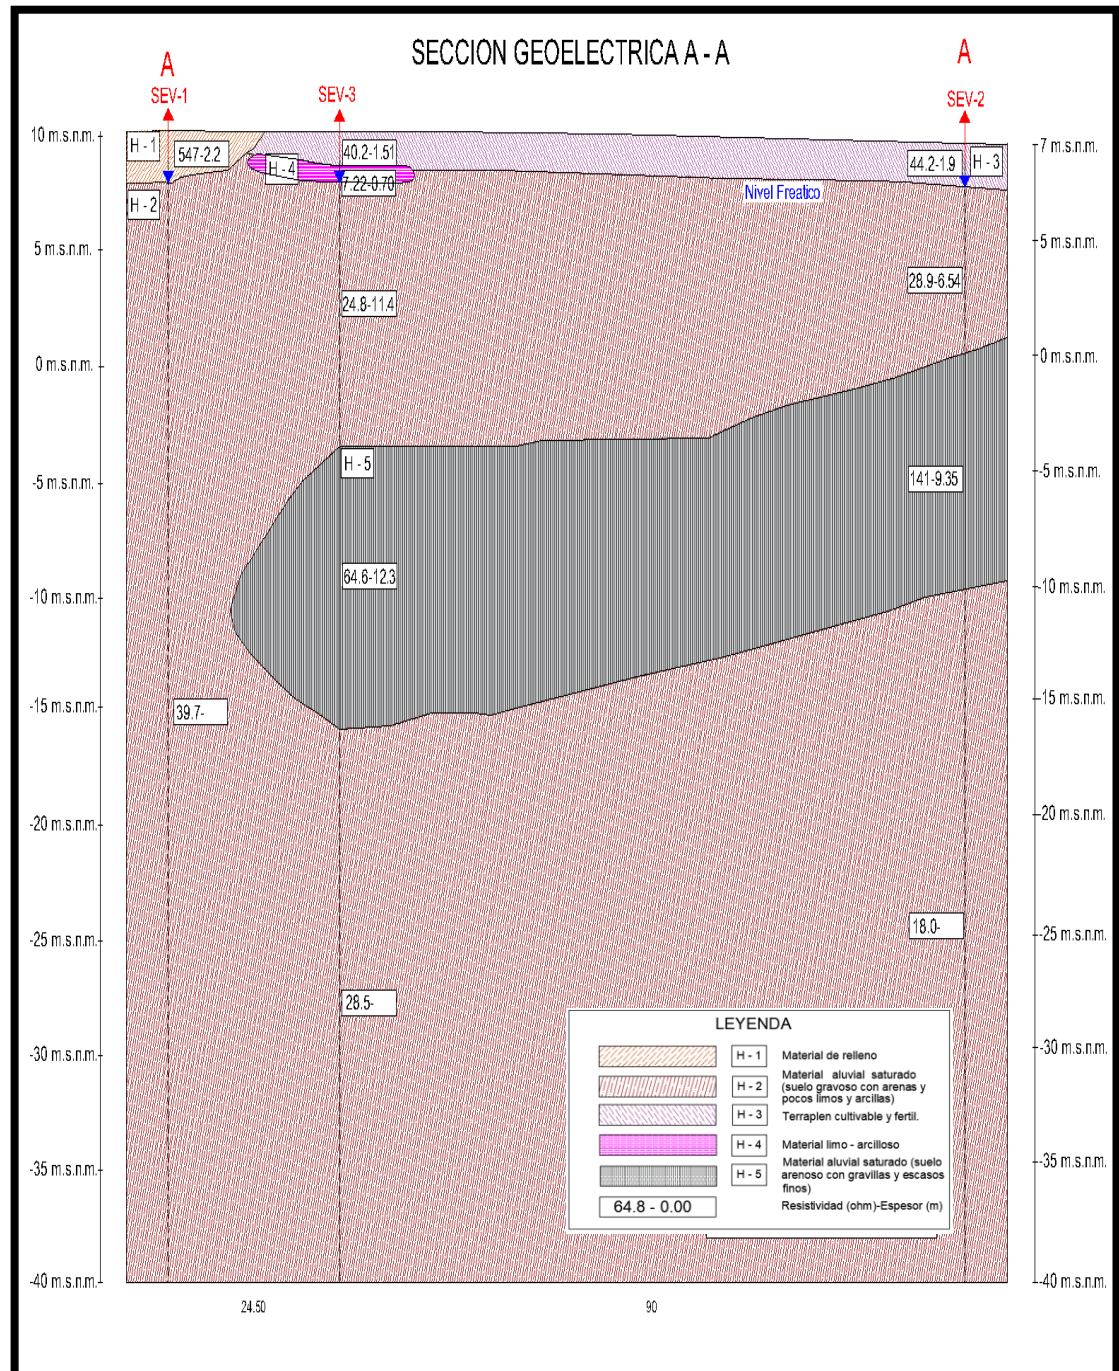 SECCION GEOELECTRICA A - A
A
A
SEV-1
SEV-3
SEV-2
10 m.s.n.m.
5 m.s.n.m.
0 m.s.n.m.
-5 m.s.n.m.
-10 m.s.n.m.
-15 m.s.n.m.
-20 m.s.n.m.
-25 m.s.n.m.
-30 m.s.n.m.
-35 m.s.n.m.
-40 m.s.n.m.
H - 1
547-2.2
H - 2
H - 4
40.2-1.51
7.22-0.70
44.2-1.9
H - 3
Nivel Freatico
24.8-11.4
28.9-6.54
H - 5
141-9.35
64.6-12.3
39.7-
18.0-
28.5-
7 m.s.n.m.
5 m.s.n.m.
0 m.s.n.m.
-5 m.s.n.m.
-10 m.s.n.m.
-15 m.s.n.m.
-20 m.s.n.m.
-25 m.s.n.m.
-30 m.s.n.m.
-35 m.s.n.m.
-40 m.s.n.m.
LEYENDA
H - 1 Material de relleno
H - 2 Material aluvial saturado
(suelo gravoso con arenas y
pocos limos y arcillas)
H - 3 Terraplen cultivable y fertil.
H - 4 Material limo - arcilloso
H - 5 Material aluvial saturado (suelo
arenoso con gravillas y escasos
finos)
64.8 - 0.00 Resistividad (ohm)-Espesor (m)
24.50
90